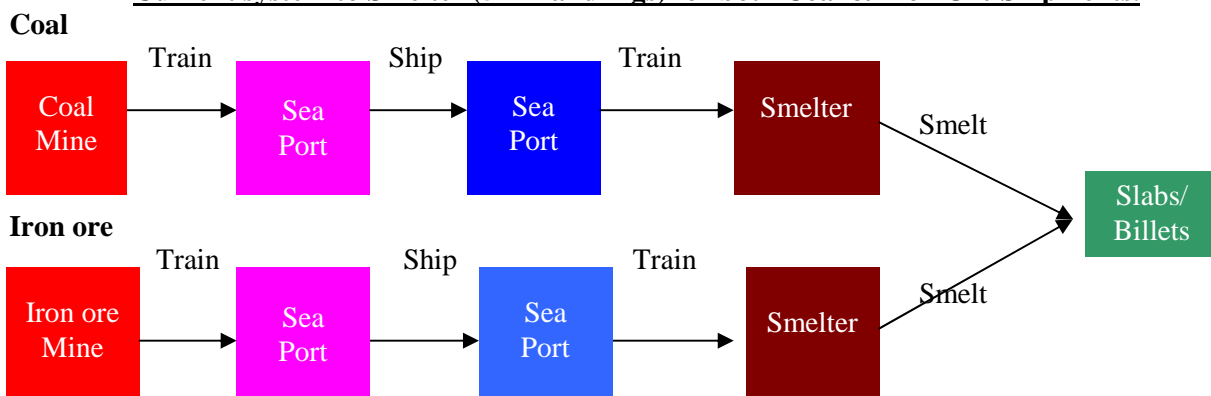 Coal
Train Ship Train
Coal
Mine
Sea
Port
Sea
Port
Smelter
Smelt
Slabs/
Billets
Iron ore
Train Ship Train
Iron ore
Mine
Sea
Port
Sea
Port
Smelter
Smelt